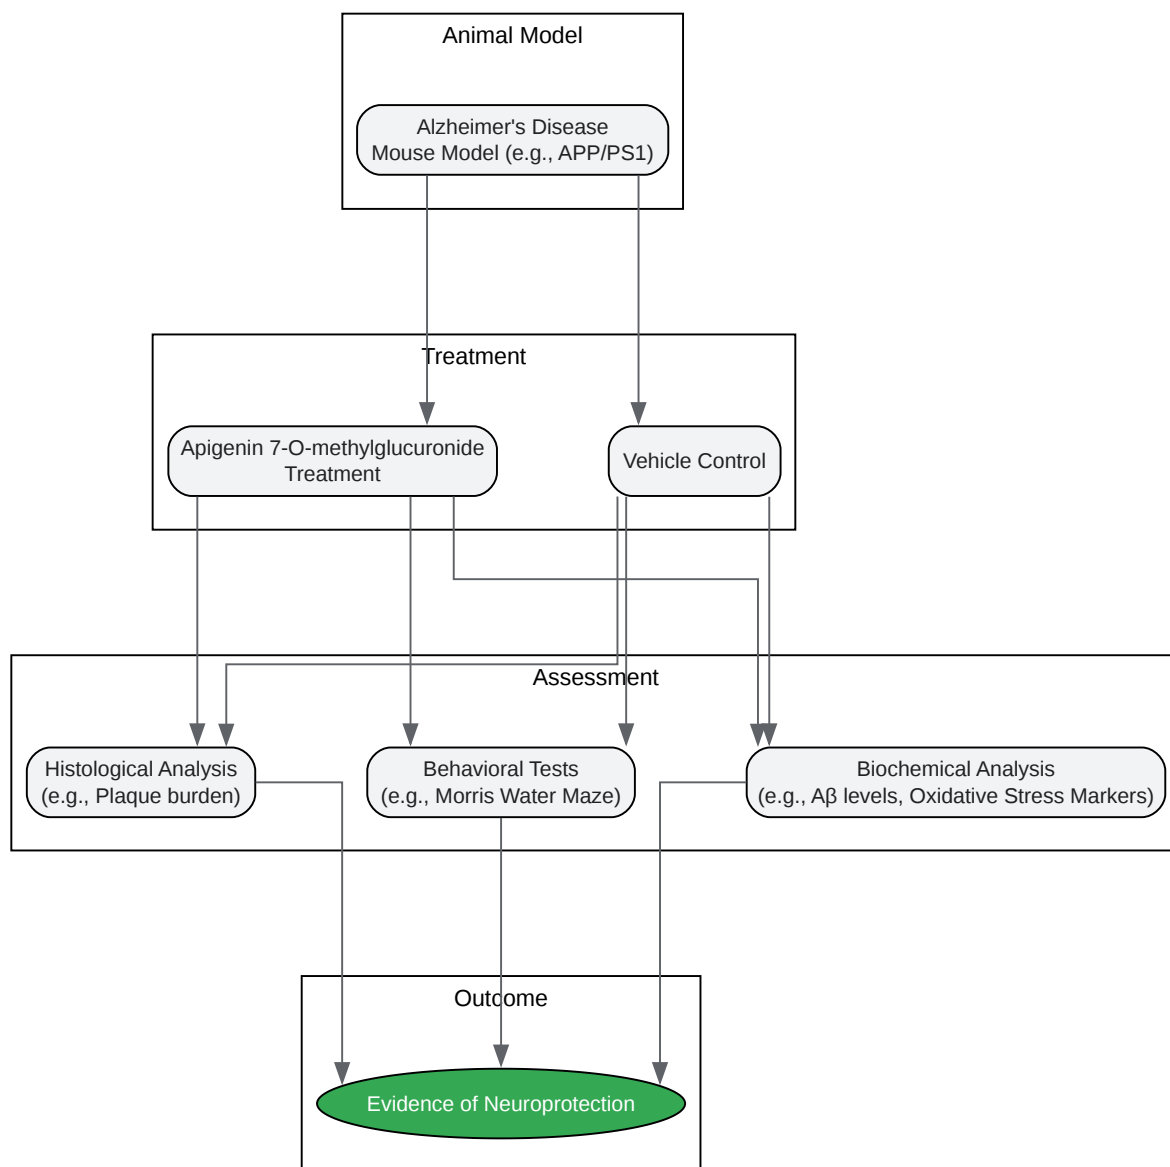 Animal Model
Alzheimer's Disease
Mouse Model (e.g., APP/PS1)
Treatment
Apigenin 7-O-methylglucuronide
Treatment
Vehicle Control
Assessment
Histological Analysis
(e.g., Plaque burden)
Behavioral Tests
(e.g., Morris Water Maze)
Biochemical Analysis
(e.g., Aβ levels, Oxidative Stress Markers)
Outcome
Evidence of Neuroprotection